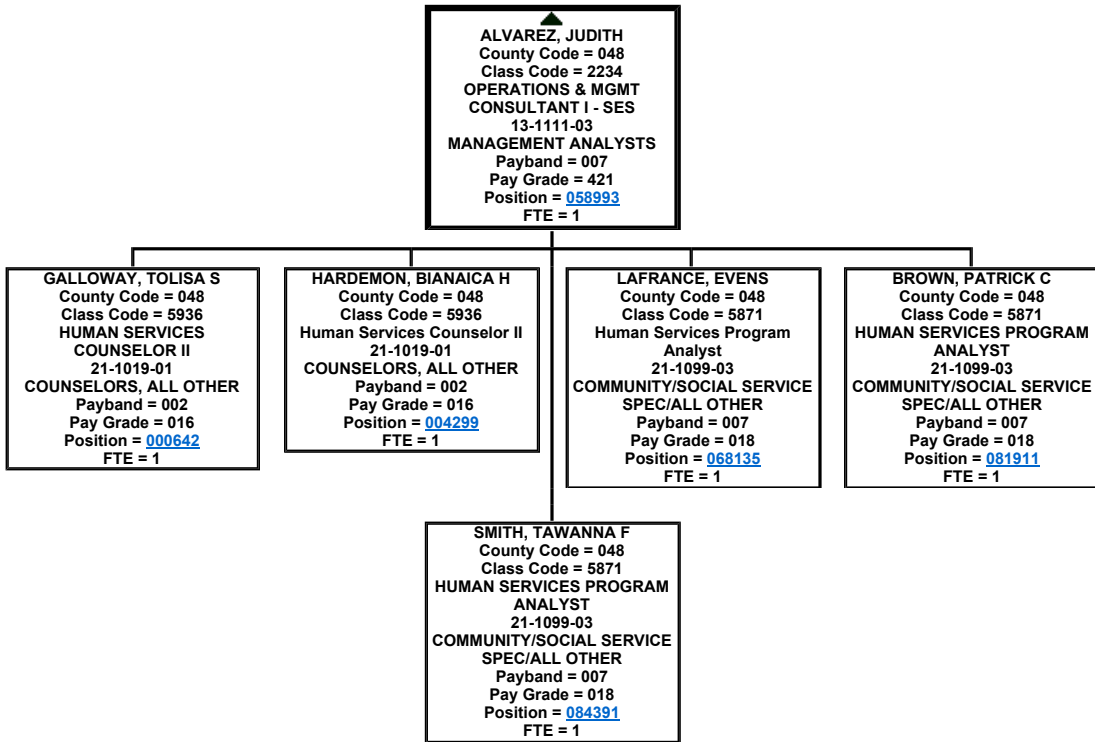 ALVAREZ, JUDITH
County Code = 048
Class Code = 2234
OPERATIONS & MGMT
CONSULTANT I - SES
13-1111-03
MANAGEMENT ANALYSTS
Payband = 007
Pay Grade = 421
Position = 058993
FTE = 1
GALLOWAY, TOLISA S
County Code = 048
Class Code = 5936
HUMAN SERVICES
COUNSELOR II
21-1019-01
COUNSELORS, ALL OTHER
Payband = 002
Pay Grade = 016
Position = 000642
FTE = 1
HARDEMON, BIANAICA H
County Code = 048
Class Code = 5936
Human Services Counselor II
21-1019-01
COUNSELORS, ALL OTHER
Payband = 002
Pay Grade = 016
Position = 004299
FTE = 1
LAFRANCE, EVENS
County Code = 048
Class Code = 5871
Human Services Program
Analyst
21-1099-03
COMMUNITY/SOCIAL SERVICE
SPEC/ALL OTHER
Payband = 007
Pay Grade = 018
Position = 068135
FTE = 1
BROWN, PATRICK C
County Code = 048
Class Code = 5871
HUMAN SERVICES PROGRAM
ANALYST
21-1099-03
COMMUNITY/SOCIAL SERVICE
SPEC/ALL OTHER
Payband = 007
Pay Grade = 018
Position = 081911
FTE = 1
SMITH, TAWANNA F
County Code = 048
Class Code = 5871
HUMAN SERVICES PROGRAM
ANALYST
21-1099-03
COMMUNITY/SOCIAL SERVICE
SPEC/ALL OTHER
Payband = 007
Pay Grade = 018
Position = 084391
FTE = 1